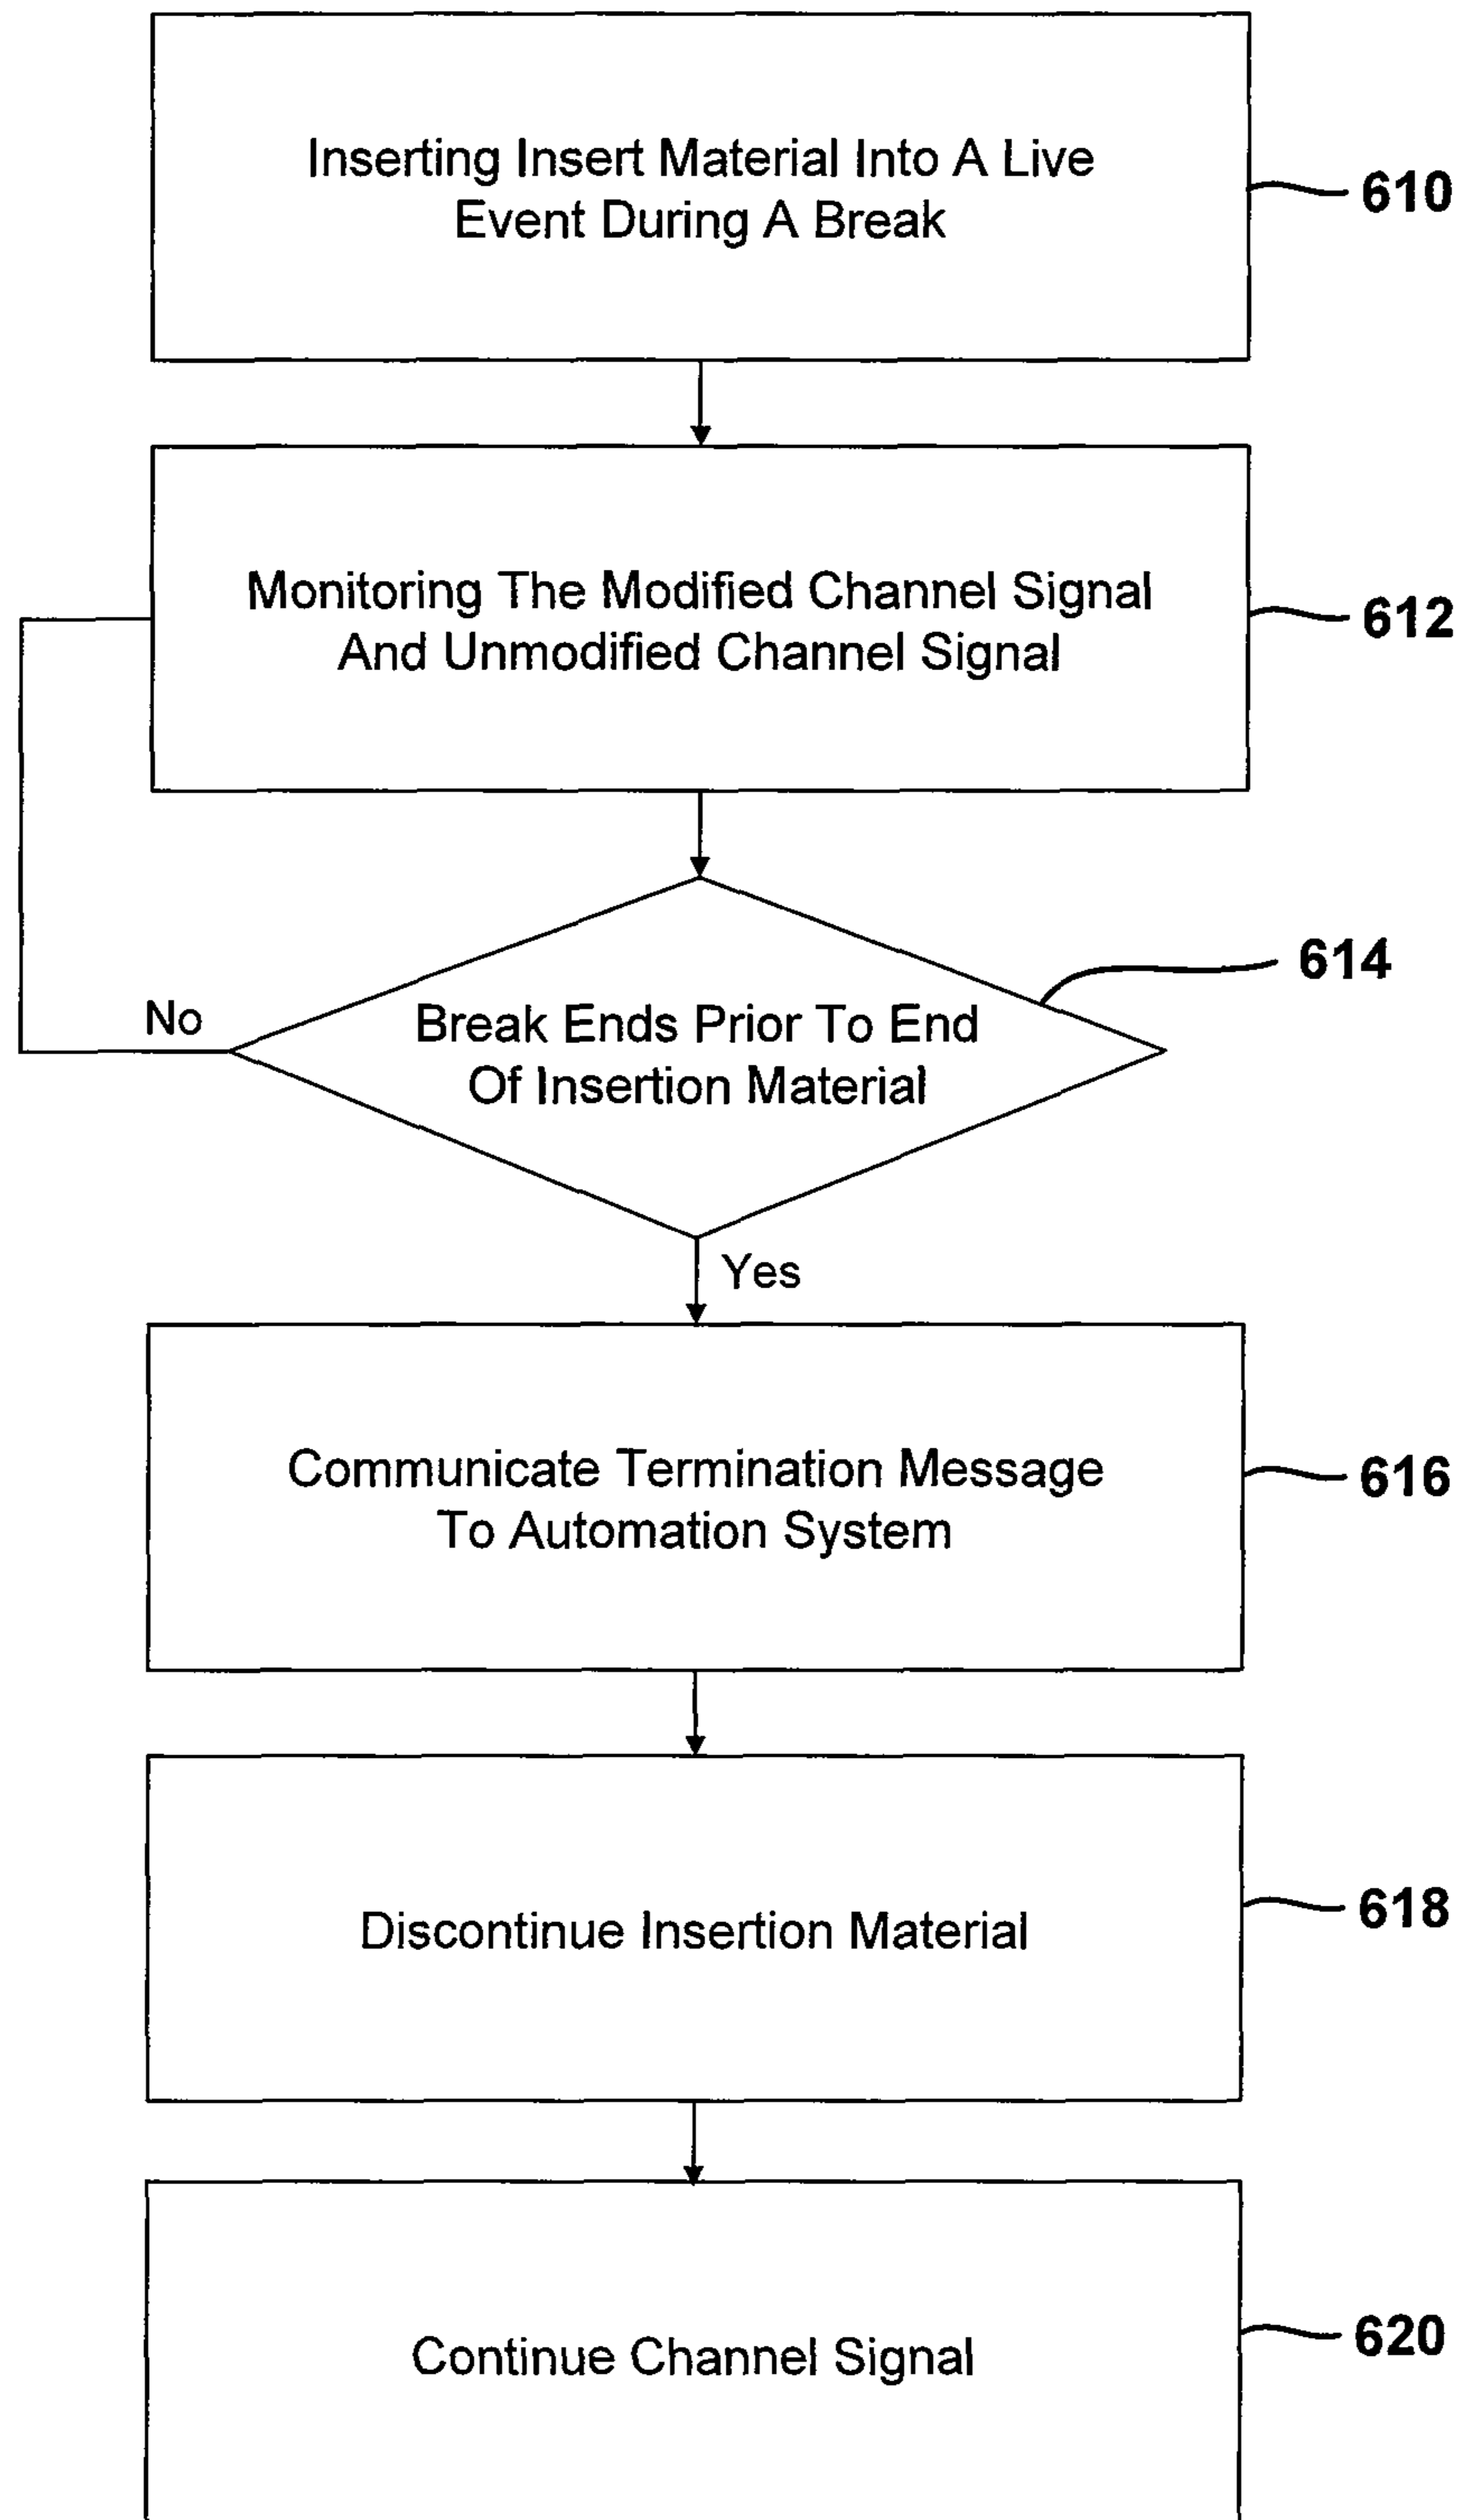 Inserting Insert Material Into A Live
Event During A Break
610
Monitoring The Modified Channel Signal
And Unmodified Channel Signal
612
614
No
Break Ends Prior To End
Of Insertion Material
Yes
Communicate Termination Message
To Automation System
616
Discontinue Insertion Material
618
Continue Channel Signal
620